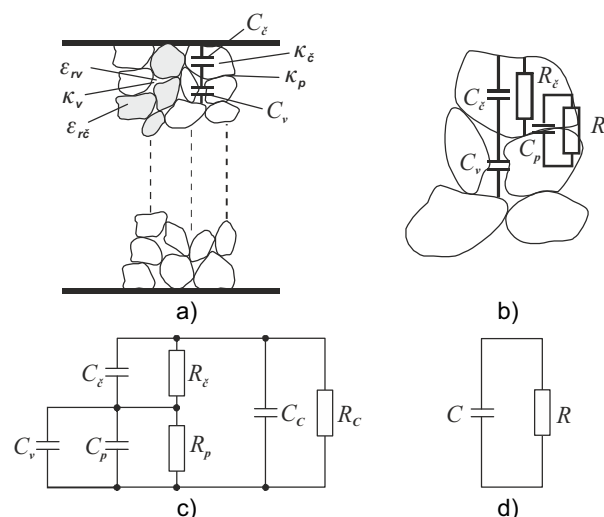 C_č
ε_rv
κ_č
κ_v
κ_p
ε_rč
C_v
a)
C_č
R_č
C_p
R
C_v
b)
C_č
R_č
C_C
R_C
C_v
C_p
R_p
c)
C
R
d)